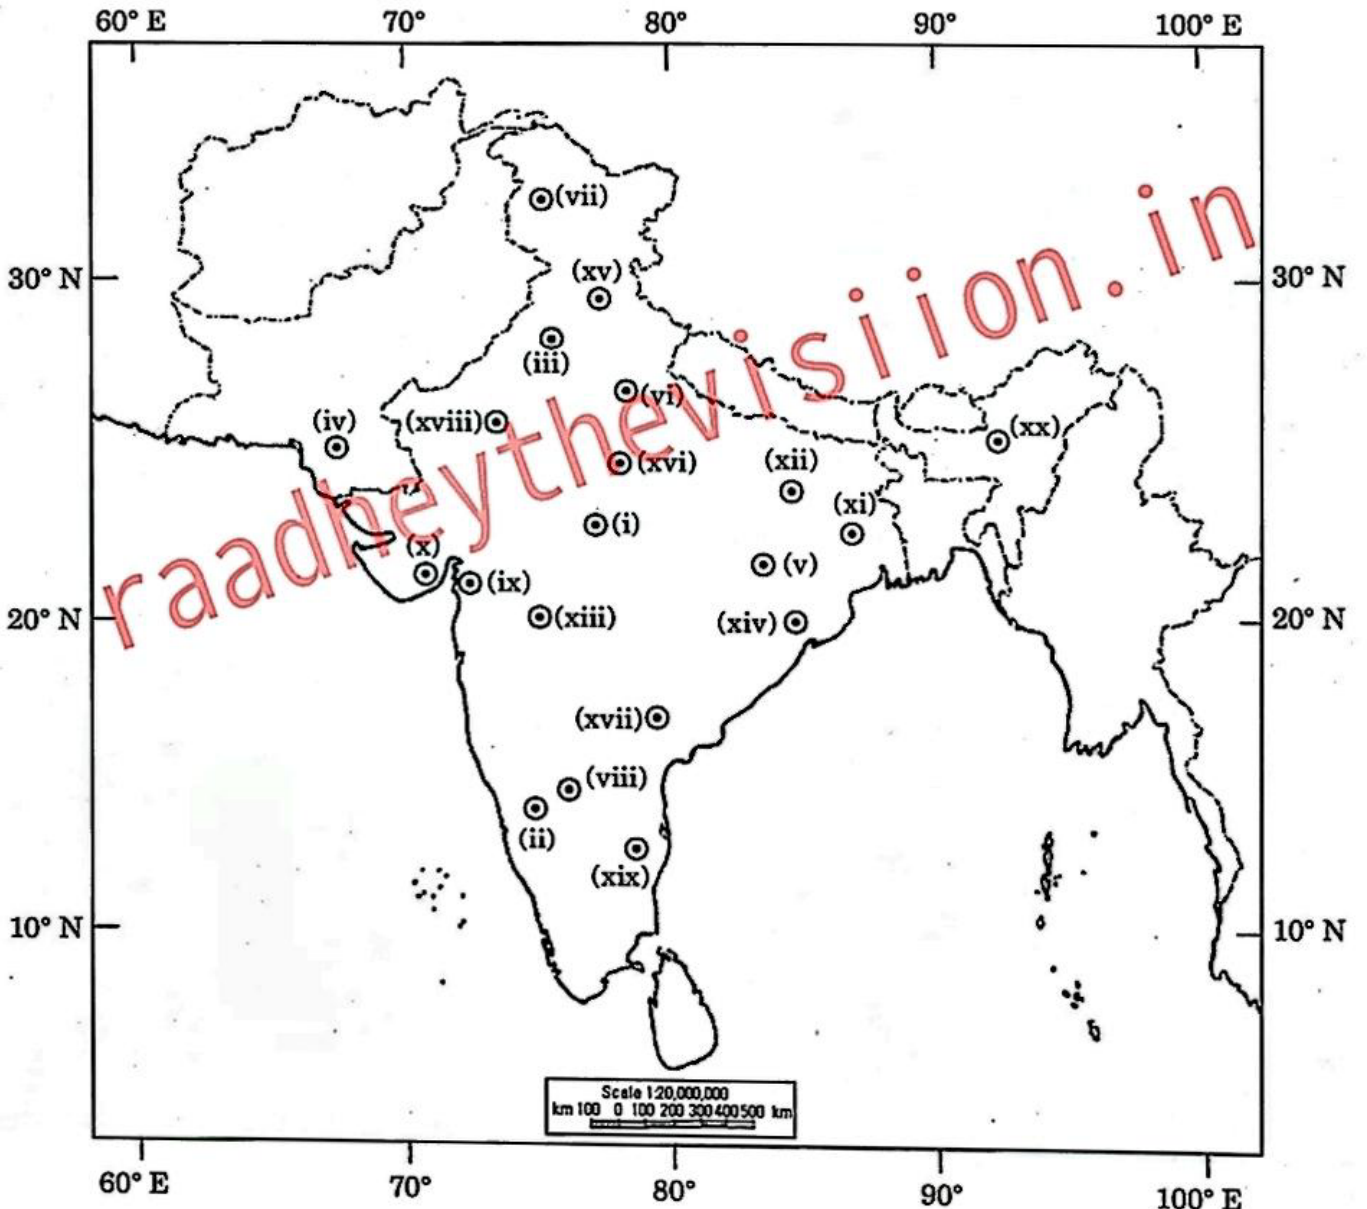 60° E 70° 80° 90° 100° E
(vii)
30° N (xv) 30° N
(iii)
(vi)
(iv) (xviii) (xx)
(xvi) (xii)
(xi)
(i)
(x) (v)
(ix)
20° N (xiii) (xiv) 20° N
(xvii)
(viii)
(ii)
(xix)
10° N 10° N
Scale 1:20,000,000
km 100 0 100 200 300 400 500 km
60° E 70° 80° 90° 100° E
raadheythevisiion.in